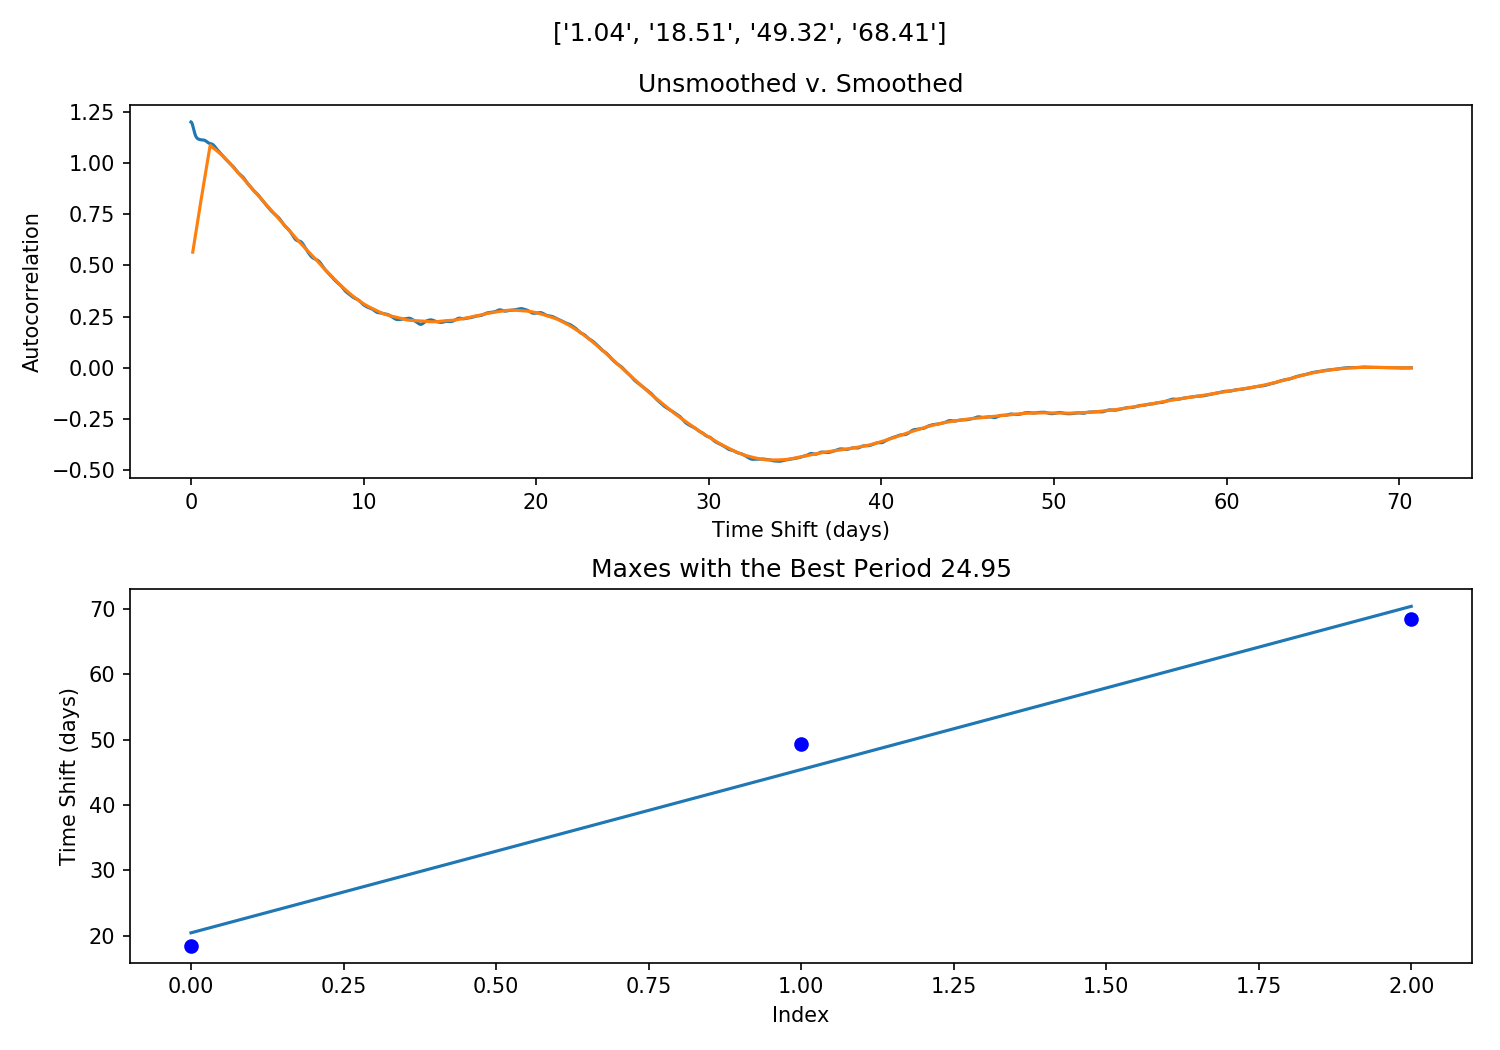 ['1.04', '18.51', '49.32', '68.41']
Unsmoothed v. Smoothed
1.25
1.00
0.75
0.50
0.25
0.00
−0.25
−0.50
Autocorrelation
0 10 20 30 40 50 60 70
Time Shift (days)
Maxes with the Best Period 24.95
70
60
50
40
30
20
Time Shift (days)
0.00 0.25 0.50 0.75 1.00 1.25 1.50 1.75 2.00
Index